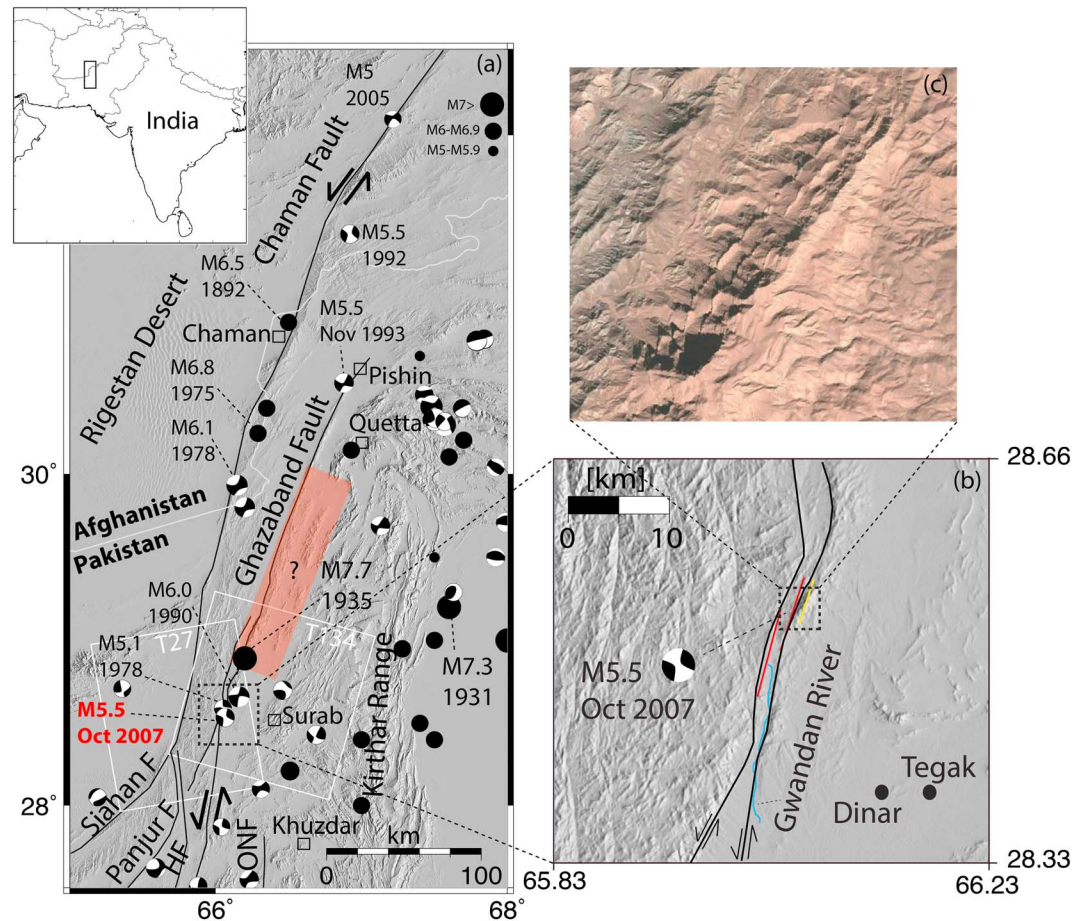 India
(a)
M5
2005
M7>
M6-M6.9
M5-M5.9
Chaman Fault
M5.5
1992
M6.5
1892
Rigestan Desert
Chaman
M5.5
Nov 1993
Pishin
M6.8
1975
Quetta
M6.1
1978
Ghazaband Fault
30°
Afghanistan
Pakistan
?
M7.7
1935
M6.0
1990
T27
T134
M5.1
1978
M7.3
1931
M5.5
Oct 2007
Surab
Kirthar Range
28°
Siahan F
Panjur F
HF
ONF
Khuzdar
km
0 100
66°
68°
(c)
(b)
28.66
[km]
0 10
M5.5
Oct 2007
Gwandan River
Tegak
Dinar
28.33
65.83
66.23